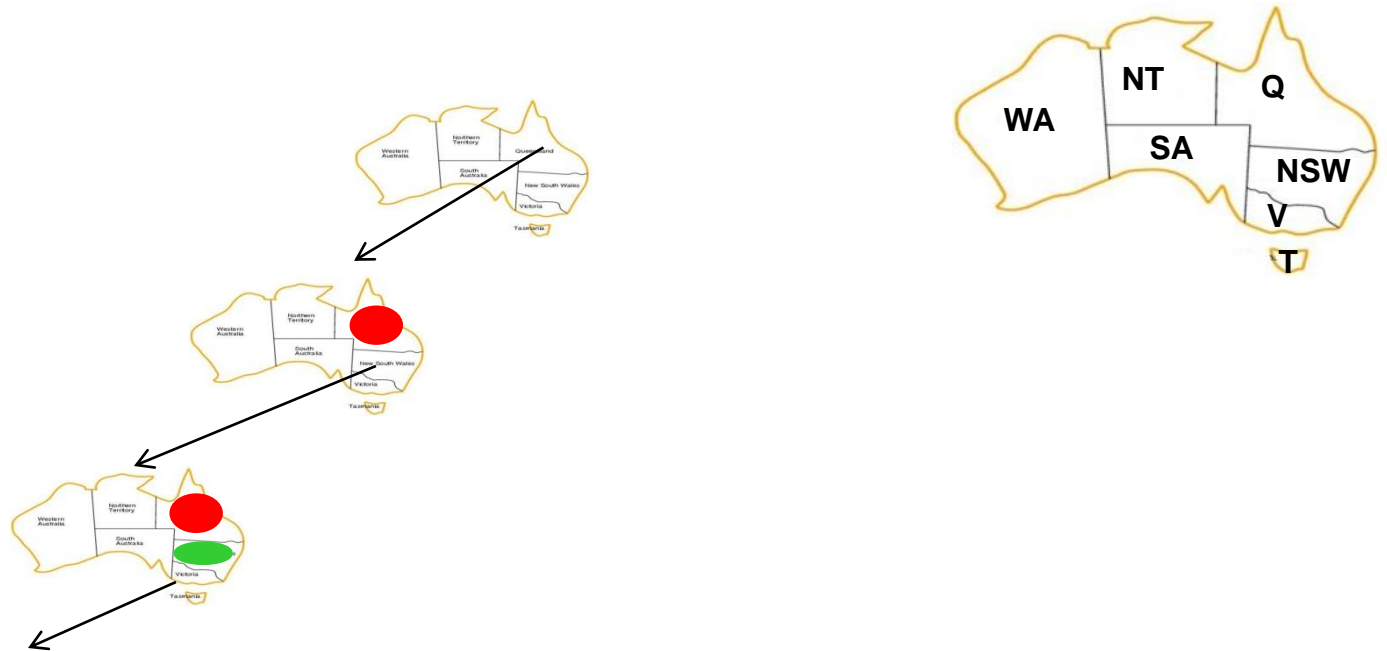 NT
Q
WA
SA
NSW
V
T
Northern
Territory
Western
Australia
Queensland
South
Australia
New South Wales
Victoria
Tasmania
Northern
Territory
Western
Australia
South
Australia
New South Wales
Victoria
Tasmania
Northern
Territory
Western
Australia
South
Australia
Victoria
Tasmania